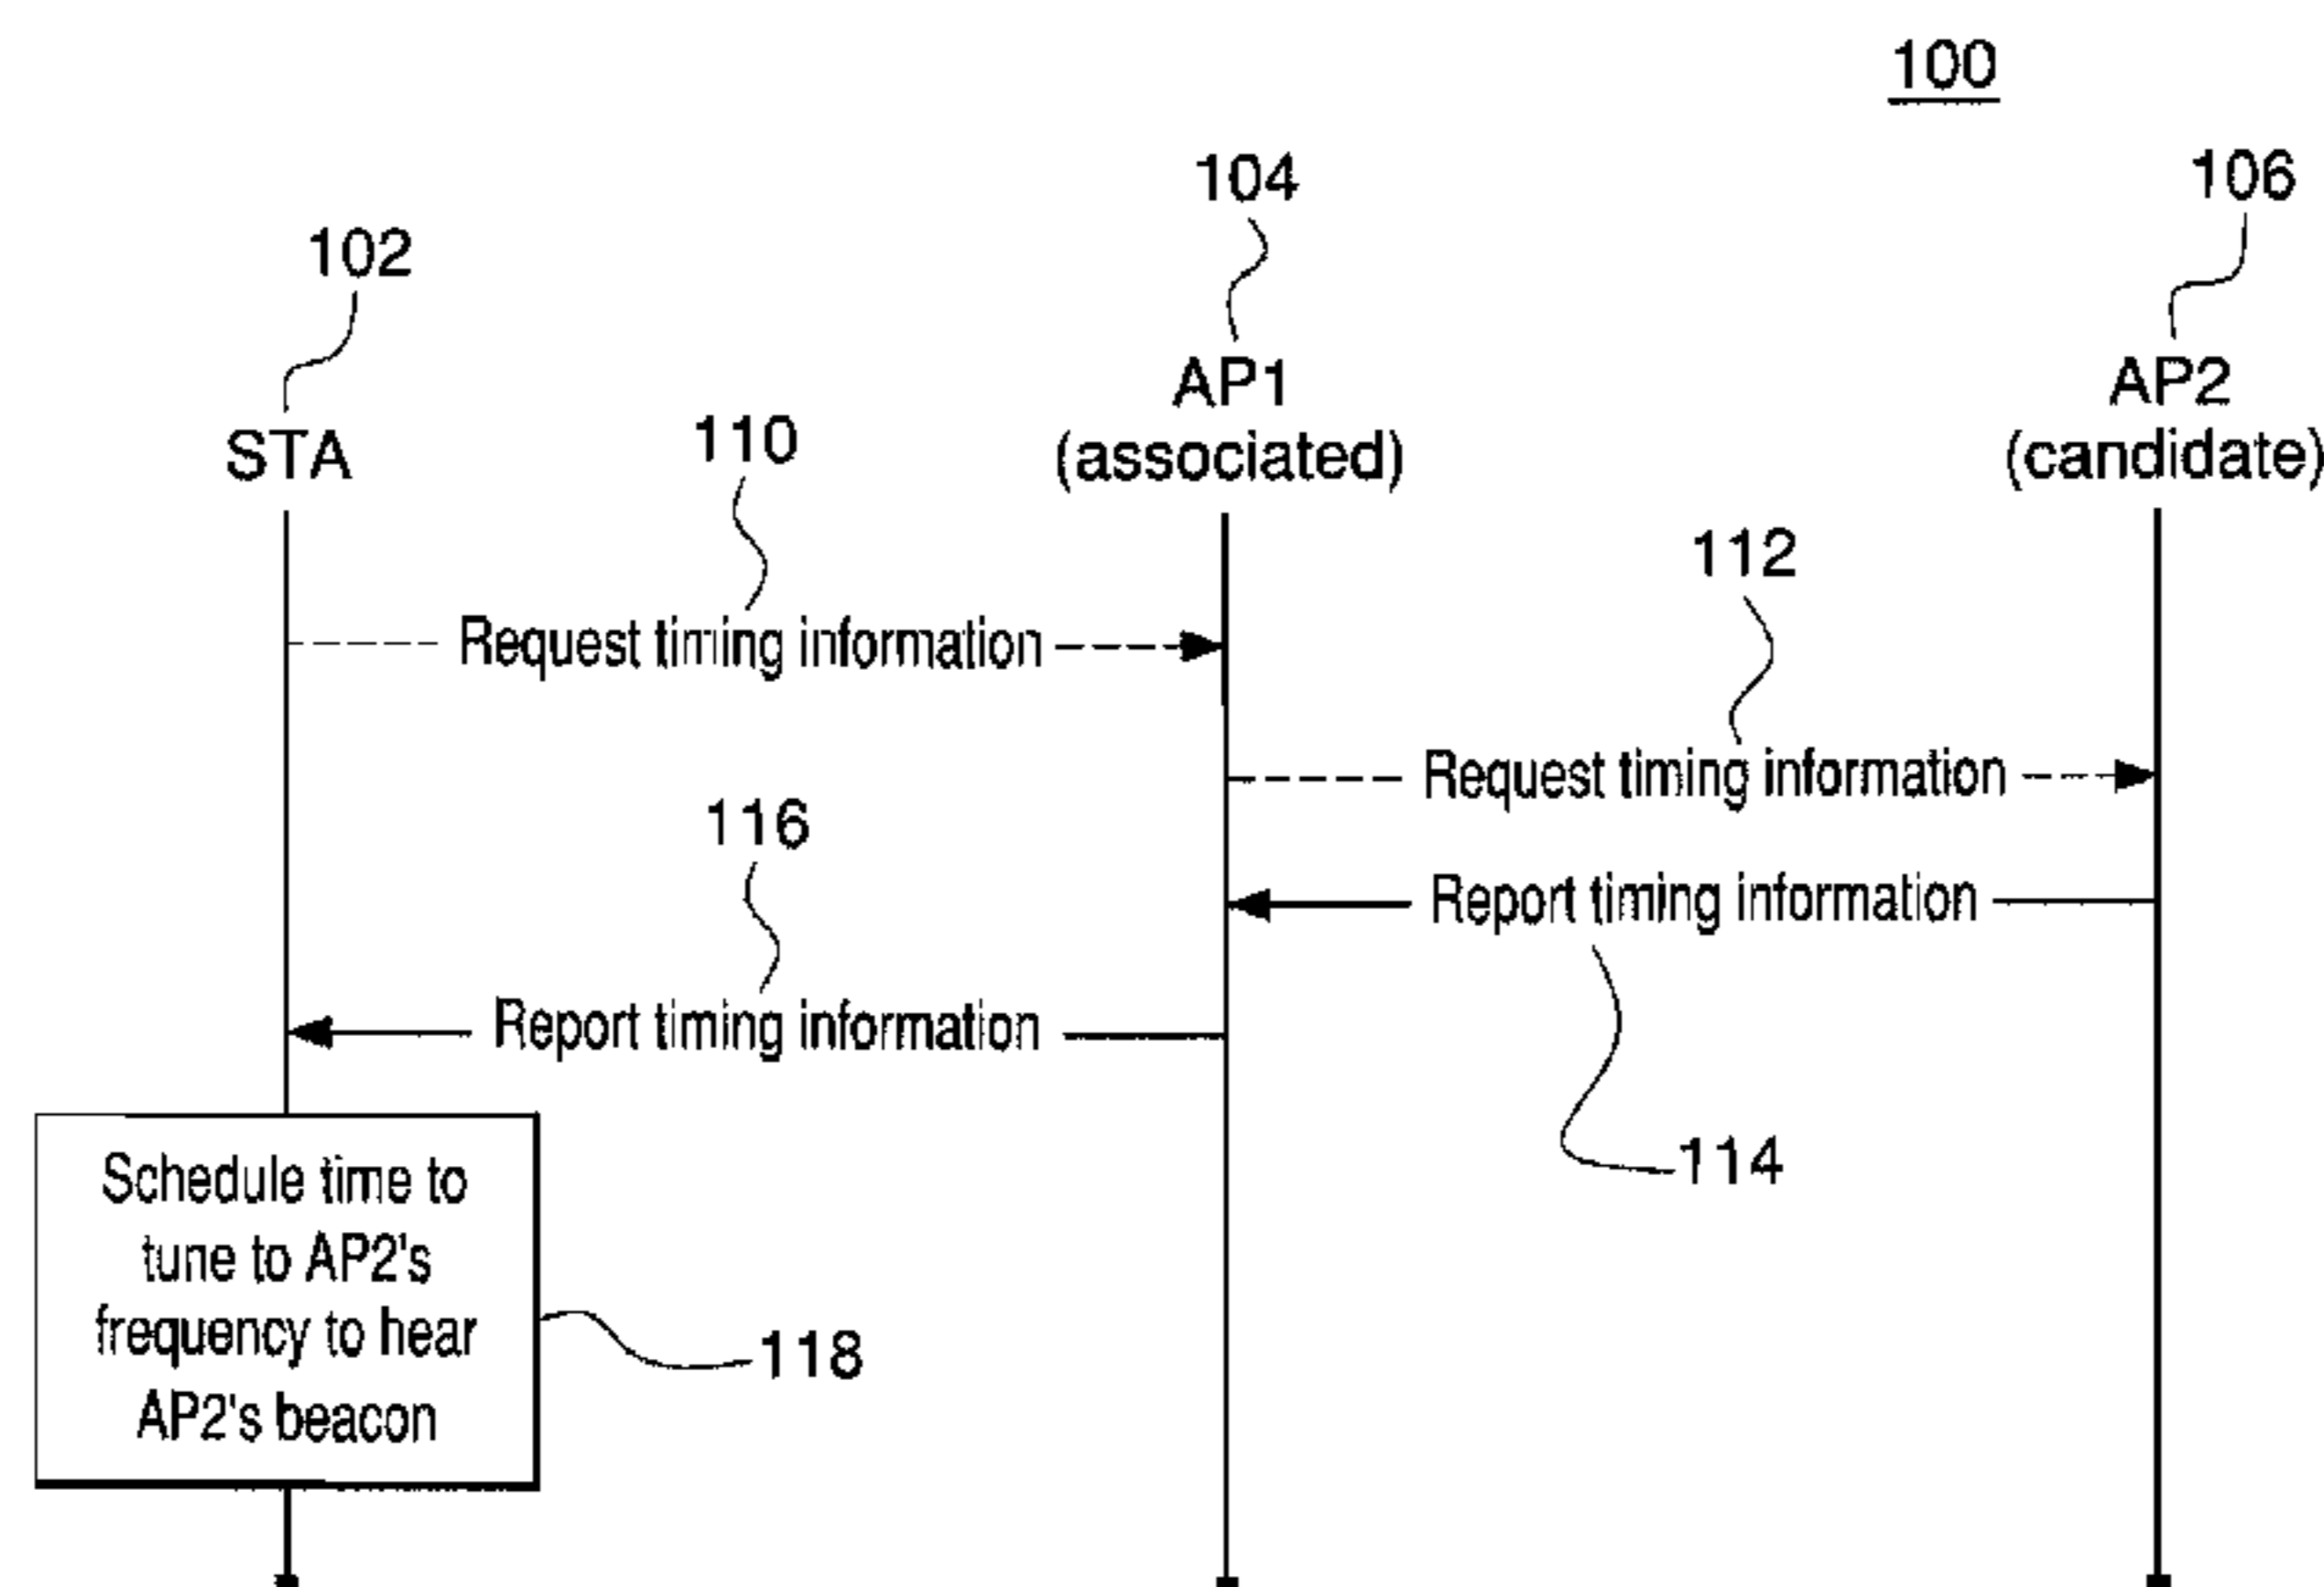 100
104
106
102
AP1
(associated)
AP2
(candidate)
STA
110
112
Request timing information
Request timing information
116
Report timing information
Report timing information
114
Schedule time to
tune to AP2's
frequency to hear
AP2's beacon
118